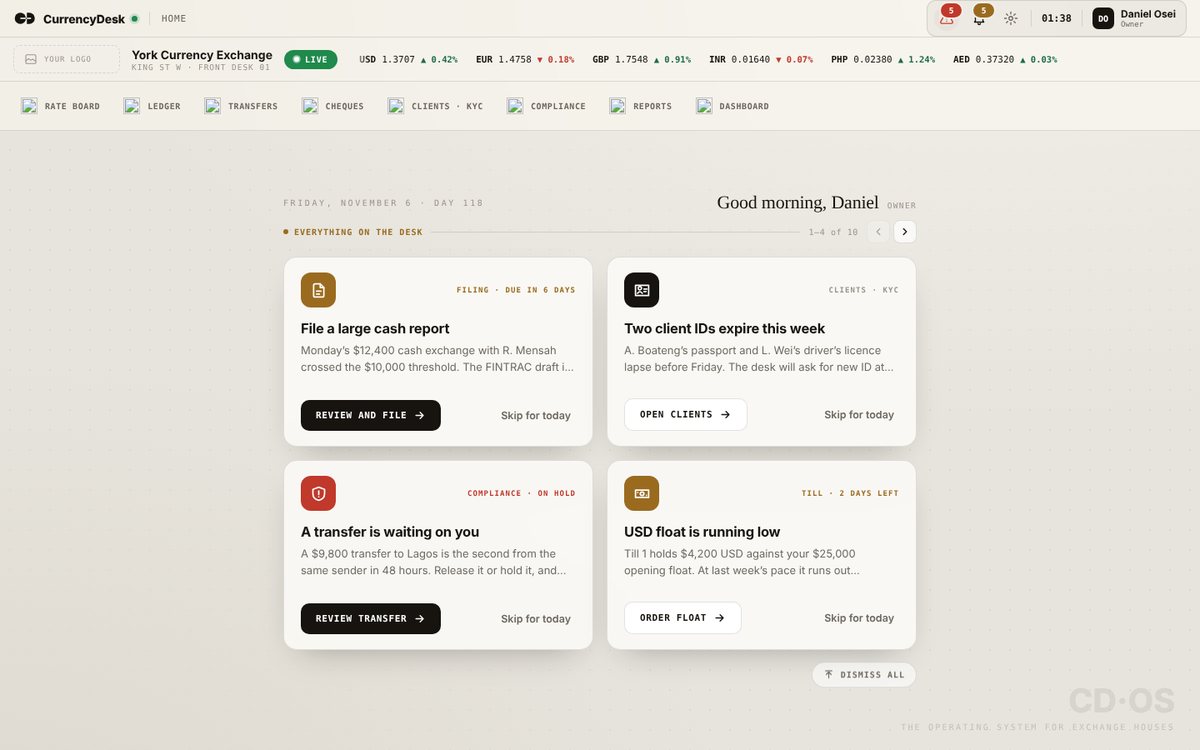 CurrencyDesk HOME 5 5 01:38 DO Daniel Osei
Owner
YOUR LOGO York Currency Exchange LIVE USD 1.3707 ▲ 0.42% EUR 1.4758 ▼ 0.18% GBP 1.7548 ▲ 0.91% INR 0.01640 ▼ 0.07% PHP 0.02380 ▲ 1.24% AED 0.37320 ▲ 0.03%
KING ST W · FRONT DESK 01
RATE BOARD LEDGER TRANSFERS CHEQUES CLIENTS · KYC COMPLIANCE REPORTS DASHBOARD
FRIDAY, NOVEMBER 6 · DAY 118 Good morning, Daniel OWNER
EVERYTHING ON THE DESK 1–4 of 10
FILING · DUE IN 6 DAYS
File a large cash report
Monday's $12,400 cash exchange with R. Mensah
crossed the $10,000 threshold. The FINTRAC draft i…
REVIEW AND FILE → Skip for today
CLIENTS · KYC
Two client IDs expire this week
A. Boateng's passport and L. Wei's driver's licence
lapse before Friday. The desk will ask for new ID at…
OPEN CLIENTS → Skip for today
COMPLIANCE · ON HOLD
A transfer is waiting on you
A $9,800 transfer to Lagos is the second from the
same sender in 48 hours. Release it or hold it, and…
REVIEW TRANSFER → Skip for today
TILL · 2 DAYS LEFT
USD float is running low
Till 1 holds $4,200 USD against your $25,000
opening float. At last week's pace it runs out…
ORDER FLOAT → Skip for today
DISMISS ALL
CD·OS
THE OPERATING SYSTEM FOR EXCHANGE HOUSES